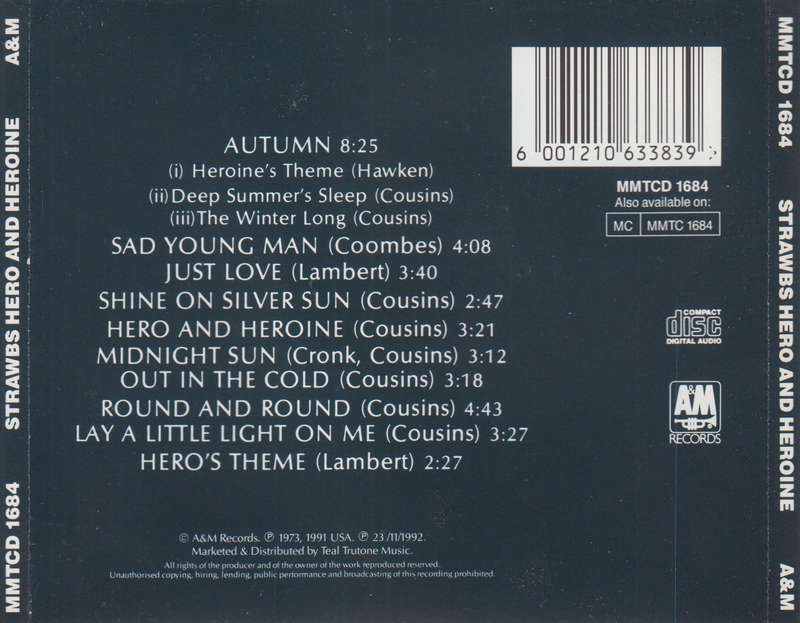 A&M
STRAWBS HERO AND HEROINE
MMTCD 1684
AUTUMN 8:25
(i) Heroine's Theme (Hawken)
(ii) Deep Summer's Sleep (Cousins)
(iii) The Winter Long (Cousins)
SAD YOUNG MAN (Coombes) 4:08
JUST LOVE (Lambert) 3:40
SHINE ON SILVER SUN (Cousins) 2:47
HERO AND HEROINE (Cousins) 3:21
MIDNIGHT SUN (Cronk, Cousins) 3:12
OUT IN THE COLD (Cousins) 3:18
ROUND AND ROUND (Cousins) 4:43
LAY A LITTLE LIGHT ON ME (Cousins) 3:27
HERO'S THEME (Lambert) 2:27
© A&M Records. ℗ 1973, 1991 USA. ℗ 23/11/1992.
Marketed & Distributed by Teal Trutone Music.
All rights of the producer and of the owner of the work reproduced reserved.
Unauthorised copying, hiring, lending, public performance and broadcasting of this recording prohibited.
6 001210 633839 >
MMTCD 1684
Also available on:
MC MMTC 1684
COMPACT
disc
DIGITAL AUDIO
A&M
RECORDS
MMTCD 1684
STRAWBS HERO AND HEROINE
A&M